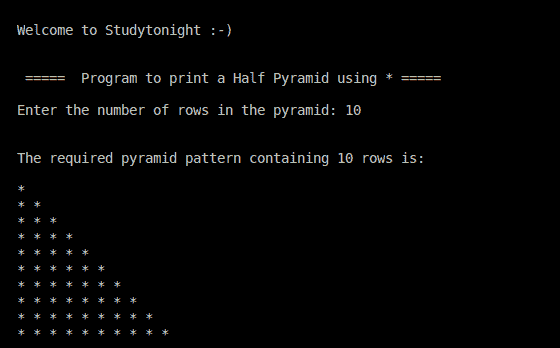 Welcome to Studytonight :-)
=====  Program to print a Half Pyramid using * =====
Enter the number of rows in the pyramid: 10
The required pyramid pattern containing 10 rows is:
*
* *
* * *
* * * *
* * * * *
* * * * * *
* * * * * * *
* * * * * * * *
* * * * * * * * *
* * * * * * * * * *